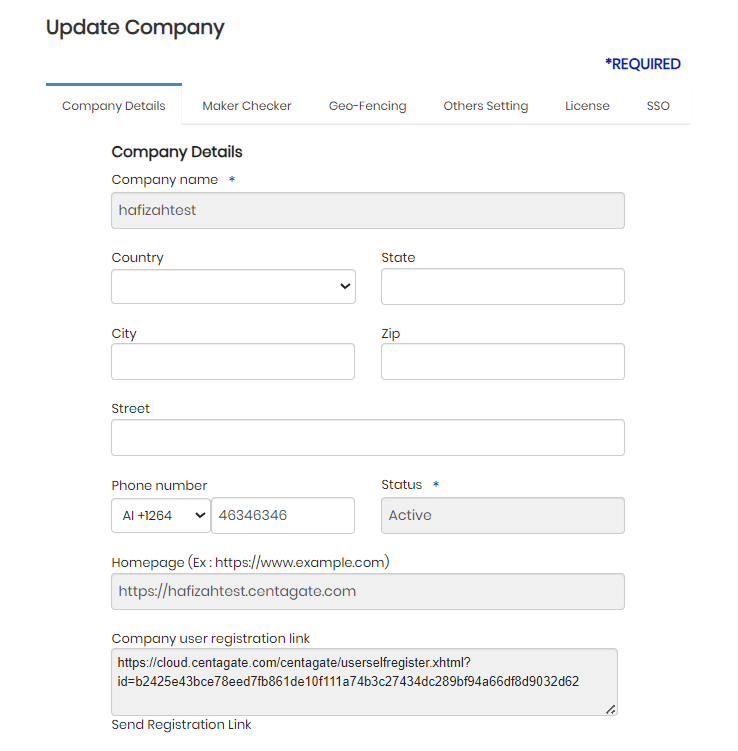 Update Company
*REQUIRED
Company Details Maker Checker Geo-Fencing Others Setting License SSO
Company Details
Company name *
hafizahtest
Country State
City Zip
Street
Phone number Status *
AI +1264 46346346 Active
Homepage (Ex : https://www.example.com)
https://hafizahtest.centagate.com
Company user registration link
https://cloud.centagate.com/centagate/userselfregister.xhtml?
id=b2425e43bce78eed7fb861de10f111a74b3c27434dc289bf94a66df8d9032d62
Send Registration Link